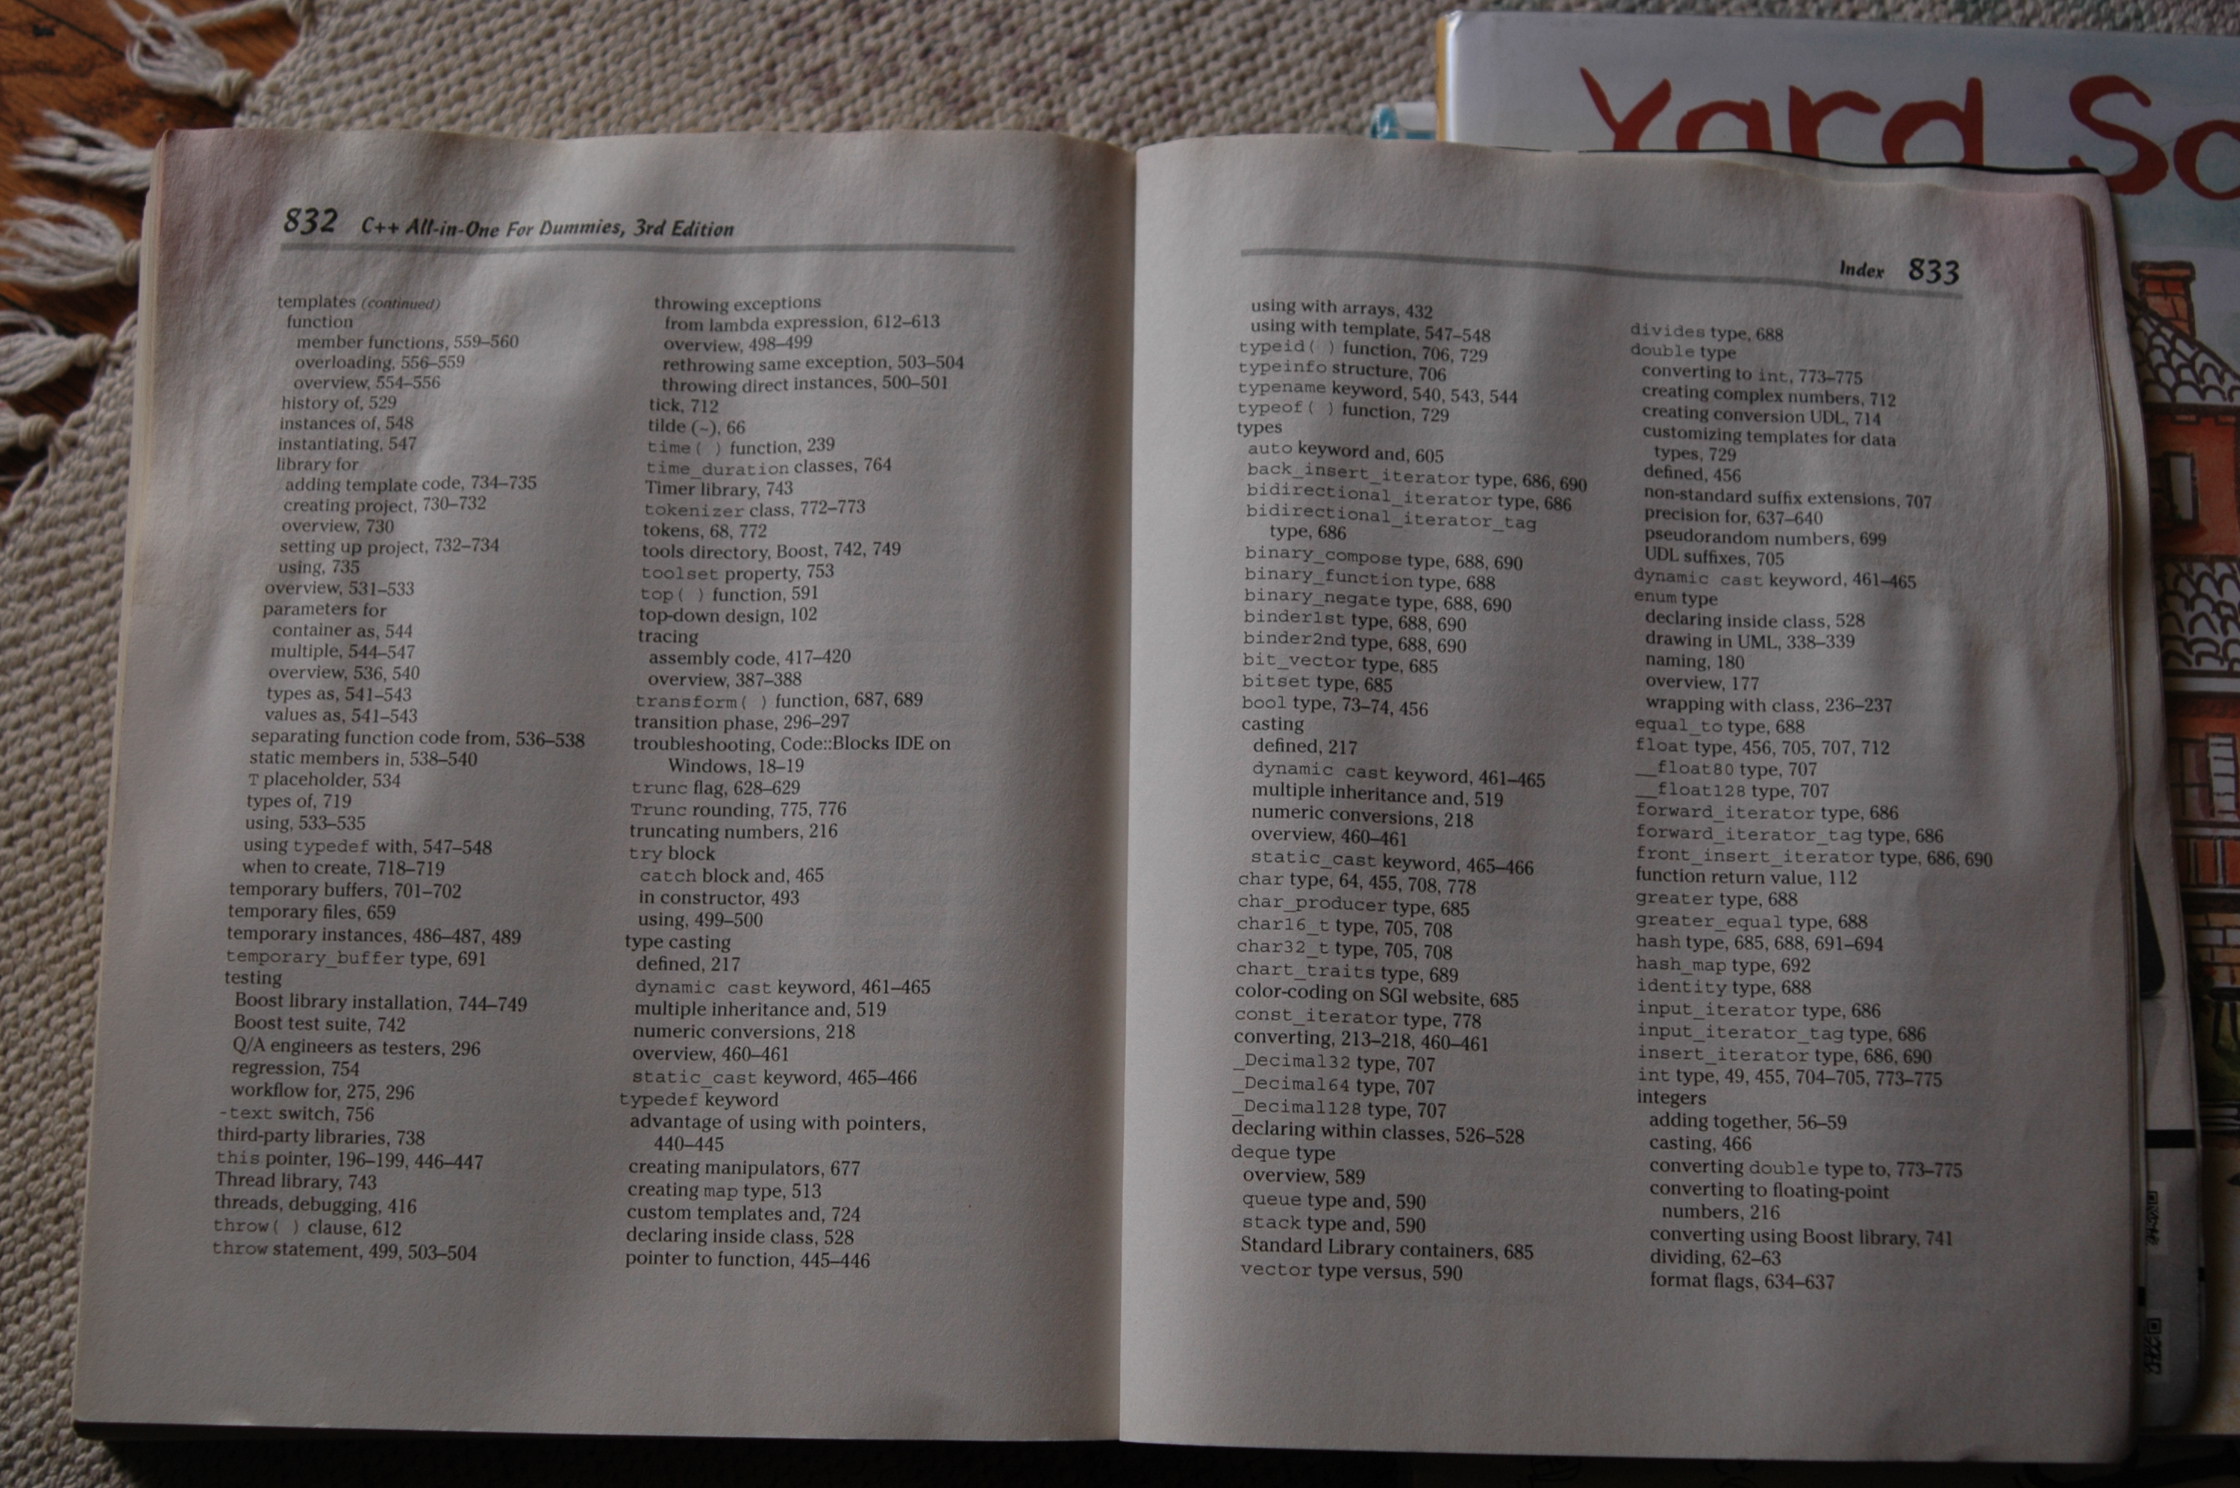 832 C++ All-in-One For Dummies, 3rd Edition
templates (continued)
function
member functions, 559–560
overloading, 556–559
overview, 554–556
history of, 529
instances of, 548
instantiating, 547
library for
adding template code, 734–735
creating project, 730–732
overview, 730
setting up project, 732–734
using, 735
overview, 531–533
parameters for
container as, 544
multiple, 544–547
overview, 536, 540
types as, 541–543
values as, 541–543
separating function code from, 536–538
static members in, 538–540
T placeholder, 534
types of, 719
using, 533–535
using typedef with, 547–548
when to create, 718–719
temporary buffers, 701–702
temporary files, 659
temporary instances, 486–487, 489
temporary_buffer type, 691
testing
Boost library installation, 744–749
Boost test suite, 742
Q/A engineers as testers, 296
regression, 754
workflow for, 275, 296
-text switch, 756
third-party libraries, 738
this pointer, 196–199, 446–447
Thread library, 743
threads, debugging, 416
throw( ) clause, 612
throw statement, 499, 503–504
throwing exceptions
from lambda expression, 612–613
overview, 498–499
rethrowing same exception, 503–504
throwing direct instances, 500–501
tick, 712
tilde (~), 66
time( ) function, 239
time_duration classes, 764
Timer library, 743
tokenizer class, 772–773
tokens, 68, 772
tools directory, Boost, 742, 749
toolset property, 753
top( ) function, 591
top-down design, 102
tracing
assembly code, 417–420
overview, 387–388
transform( ) function, 687, 689
transition phase, 296–297
troubleshooting, Code::Blocks IDE on
Windows, 18–19
trunc flag, 628–629
Trunc rounding, 775, 776
truncating numbers, 216
try block
catch block and, 465
in constructor, 493
using, 499–500
type casting
defined, 217
dynamic cast keyword, 461–465
multiple inheritance and, 519
numeric conversions, 218
overview, 460–461
static_cast keyword, 465–466
typedef keyword
advantage of using with pointers,
440–445
creating manipulators, 677
creating map type, 513
custom templates and, 724
declaring inside class, 528
pointer to function, 445–446
Index 833
using with arrays, 432
using with template, 547–548
typeid( ) function, 706, 729
typeinfo structure, 706
typename keyword, 540, 543, 544
typeof( ) function, 729
types
auto keyword and, 605
back_insert_iterator type, 686, 690
bidirectional_iterator type, 686
bidirectional_iterator_tag
type, 686
binary_compose type, 688, 690
binary_function type, 688
binary_negate type, 688, 690
binder1st type, 688, 690
binder2nd type, 688, 690
bit_vector type, 685
bitset type, 685
bool type, 73–74, 456
casting
defined, 217
dynamic cast keyword, 461–465
multiple inheritance and, 519
numeric conversions, 218
overview, 460–461
static_cast keyword, 465–466
char type, 64, 455, 708, 778
char_producer type, 685
char16_t type, 705, 708
char32_t type, 705, 708
chart_traits type, 689
color-coding on SGI website, 685
const_iterator type, 778
converting, 213–218, 460–461
_Decimal32 type, 707
_Decimal64 type, 707
_Decimal128 type, 707
declaring within classes, 526–528
deque type
overview, 589
queue type and, 590
stack type and, 590
Standard Library containers, 685
vector type versus, 590
divides type, 688
double type
converting to int, 773–775
creating complex numbers, 712
creating conversion UDL, 714
customizing templates for data
types, 729
defined, 456
non-standard suffix extensions, 707
precision for, 637–640
pseudorandom numbers, 699
UDL suffixes, 705
dynamic cast keyword, 461–465
enum type
declaring inside class, 528
drawing in UML, 338–339
naming, 180
overview, 177
wrapping with class, 236–237
equal_to type, 688
float type, 456, 705, 707, 712
__float80 type, 707
__float128 type, 707
forward_iterator type, 686
forward_iterator_tag type, 686
front_insert_iterator type, 686, 690
function return value, 112
greater type, 688
greater_equal type, 688
hash type, 685, 688, 691–694
hash_map type, 692
identity type, 688
input_iterator type, 686
input_iterator_tag type, 686
insert_iterator type, 686, 690
int type, 49, 455, 704–705, 773–775
integers
adding together, 56–59
casting, 466
converting double type to, 773–775
converting to floating-point
numbers, 216
converting using Boost library, 741
dividing, 62–63
format flags, 634–637
Yard